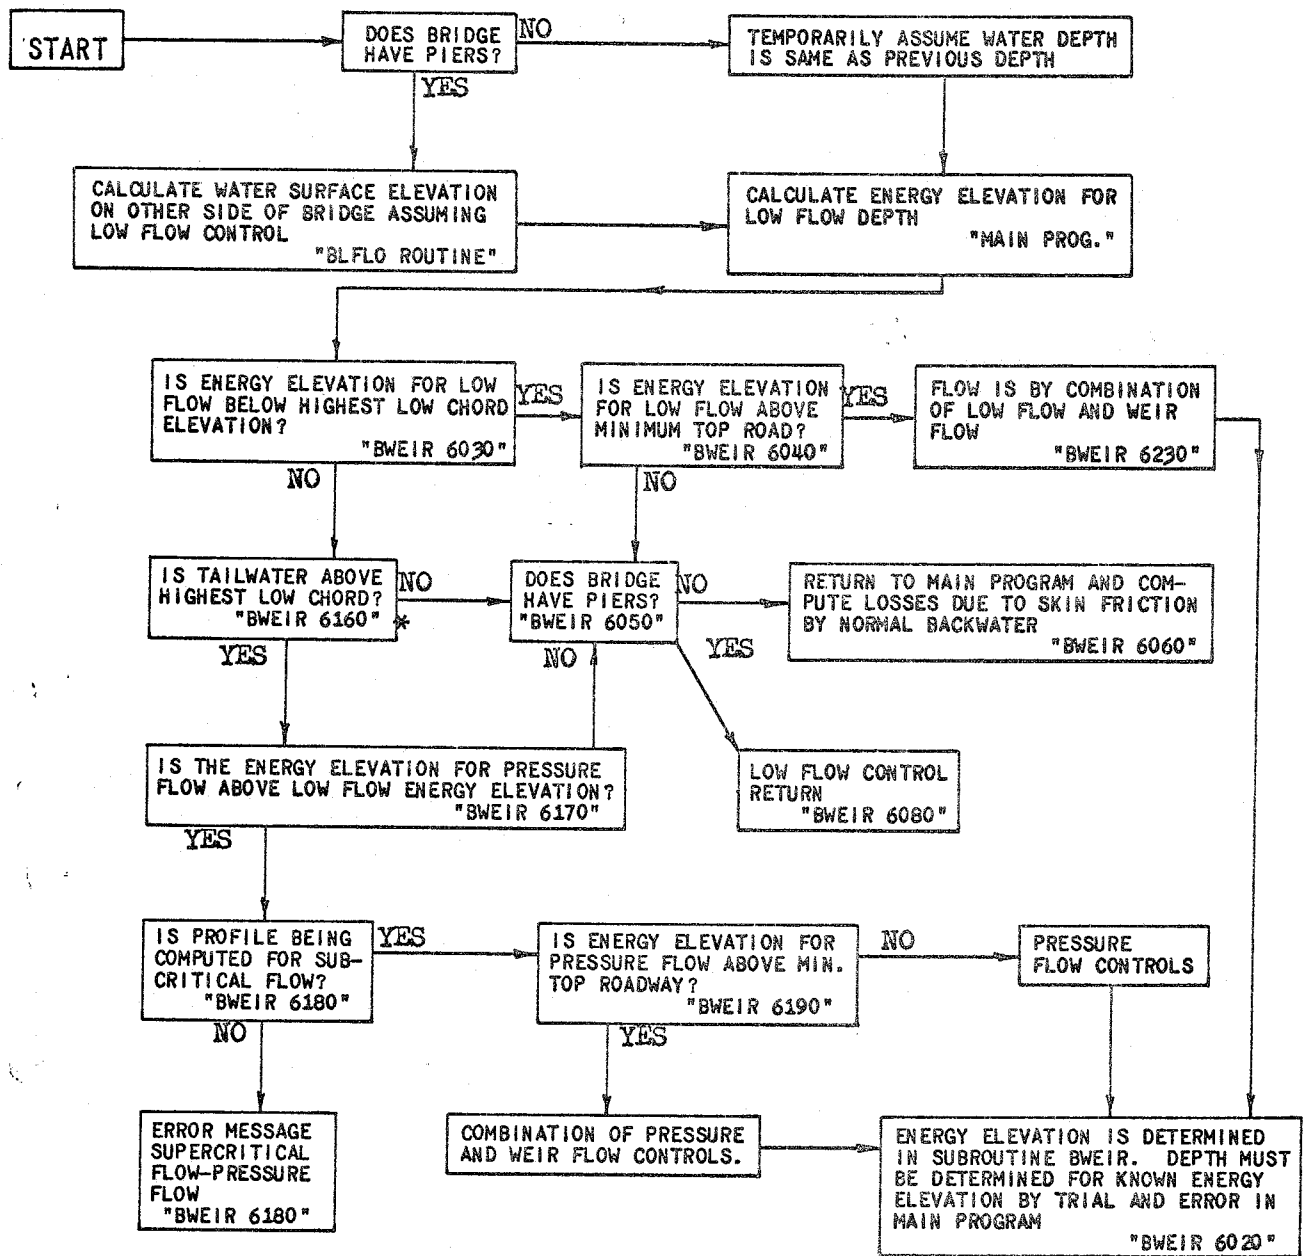 START
DOES BRIDGE
HAVE PIERS?
NO
TEMPORARILY ASSUME WATER DEPTH
IS SAME AS PREVIOUS DEPTH
YES
CALCULATE WATER SURFACE ELEVATION
ON OTHER SIDE OF BRIDGE ASSUMING
LOW FLOW CONTROL
"BLFLO ROUTINE"
CALCULATE ENERGY ELEVATION FOR
LOW FLOW DEPTH
"MAIN PROG."
IS ENERGY ELEVATION FOR LOW
FLOW BELOW HIGHEST LOW CHORD
ELEVATION?
"BWEIR 6030"
YES
IS ENERGY ELEVATION
FOR LOW FLOW ABOVE
MINIMUM TOP ROAD?
"BWEIR 6040"
YES
FLOW IS BY COMBINATION
OF LOW FLOW AND WEIR
FLOW
"BWEIR 6230"
NO
NO
IS TAILWATER ABOVE
HIGHEST LOW CHORD?
"BWEIR 6160" *
NO
DOES BRIDGE
HAVE PIERS?
"BWEIR 6050"
NO
RETURN TO MAIN PROGRAM AND COM-
PUTE LOSSES DUE TO SKIN FRICTION
BY NORMAL BACKWATER
"BWEIR 6060"
YES
NO
YES
IS THE ENERGY ELEVATION FOR PRESSURE
FLOW ABOVE LOW FLOW ENERGY ELEVATION?
"BWEIR 6170"
LOW FLOW CONTROL
RETURN
"BWEIR 6080"
YES
IS PROFILE BEING
COMPUTED FOR SUB-
CRITICAL FLOW?
"BWEIR 6180"
YES
IS ENERGY ELEVATION FOR
PRESSURE FLOW ABOVE MIN.
TOP ROADWAY?
"BWEIR 6190"
NO
PRESSURE
FLOW CONTROLS
NO
YES
ERROR MESSAGE
SUPERCRITICAL
FLOW-PRESSURE
FLOW
"BWEIR 6180"
COMBINATION OF PRESSURE
AND WEIR FLOW CONTROLS.
ENERGY ELEVATION IS DETERMINED
IN SUBROUTINE BWEIR. DEPTH MUST
BE DETERMINED FOR KNOWN ENERGY
ELEVATION BY TRIAL AND ERROR IN
MAIN PROGRAM
"BWEIR 6020"